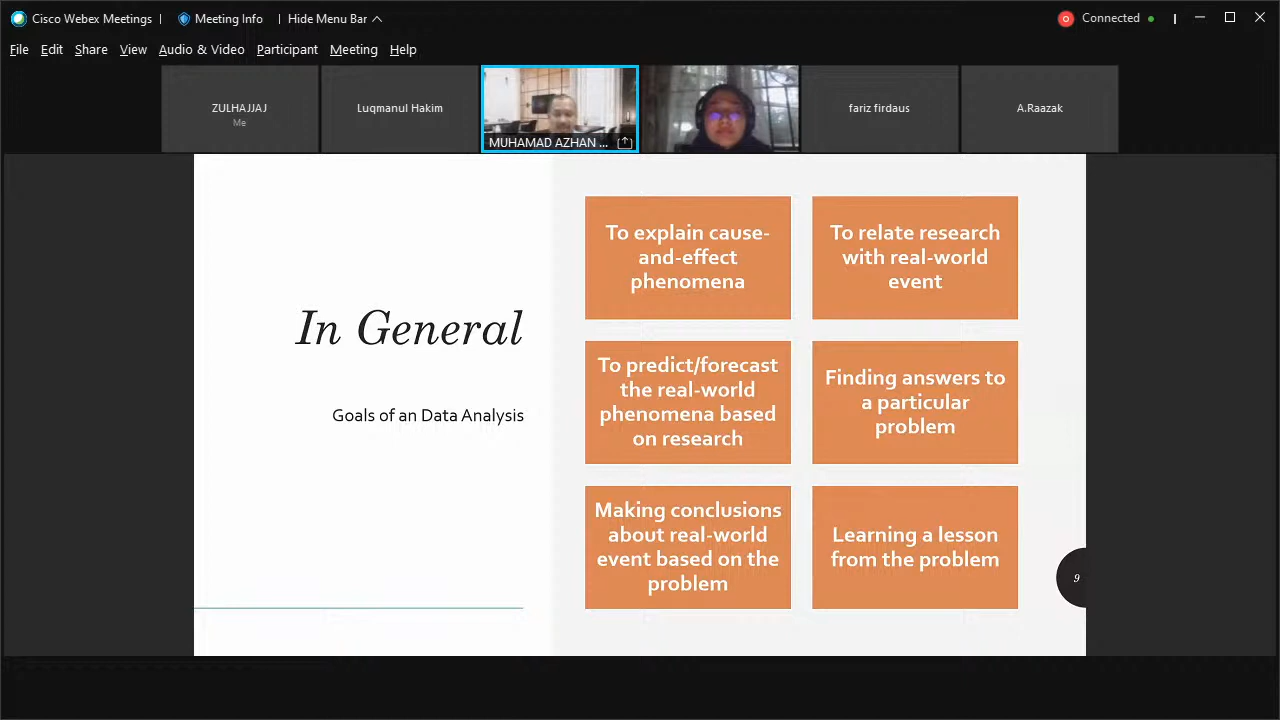 Cisco Webex Meetings | Meeting Info | Hide Menu Bar
Connected
File Edit Share View Audio & Video Participant Meeting Help
ZULHAJJAJ
Me
Luqmanul Hakim
MUHAMAD AZHAN ...
fariz firdaus
A.Raazak
In General
Goals of an Data Analysis
To explain cause-
and-effect
phenomena
To relate research
with real-world
event
To predict/forecast
the real-world
phenomena based
on research
Finding answers to
a particular
problem
Making conclusions
about real-world
event based on the
problem
Learning a lesson
from the problem
9